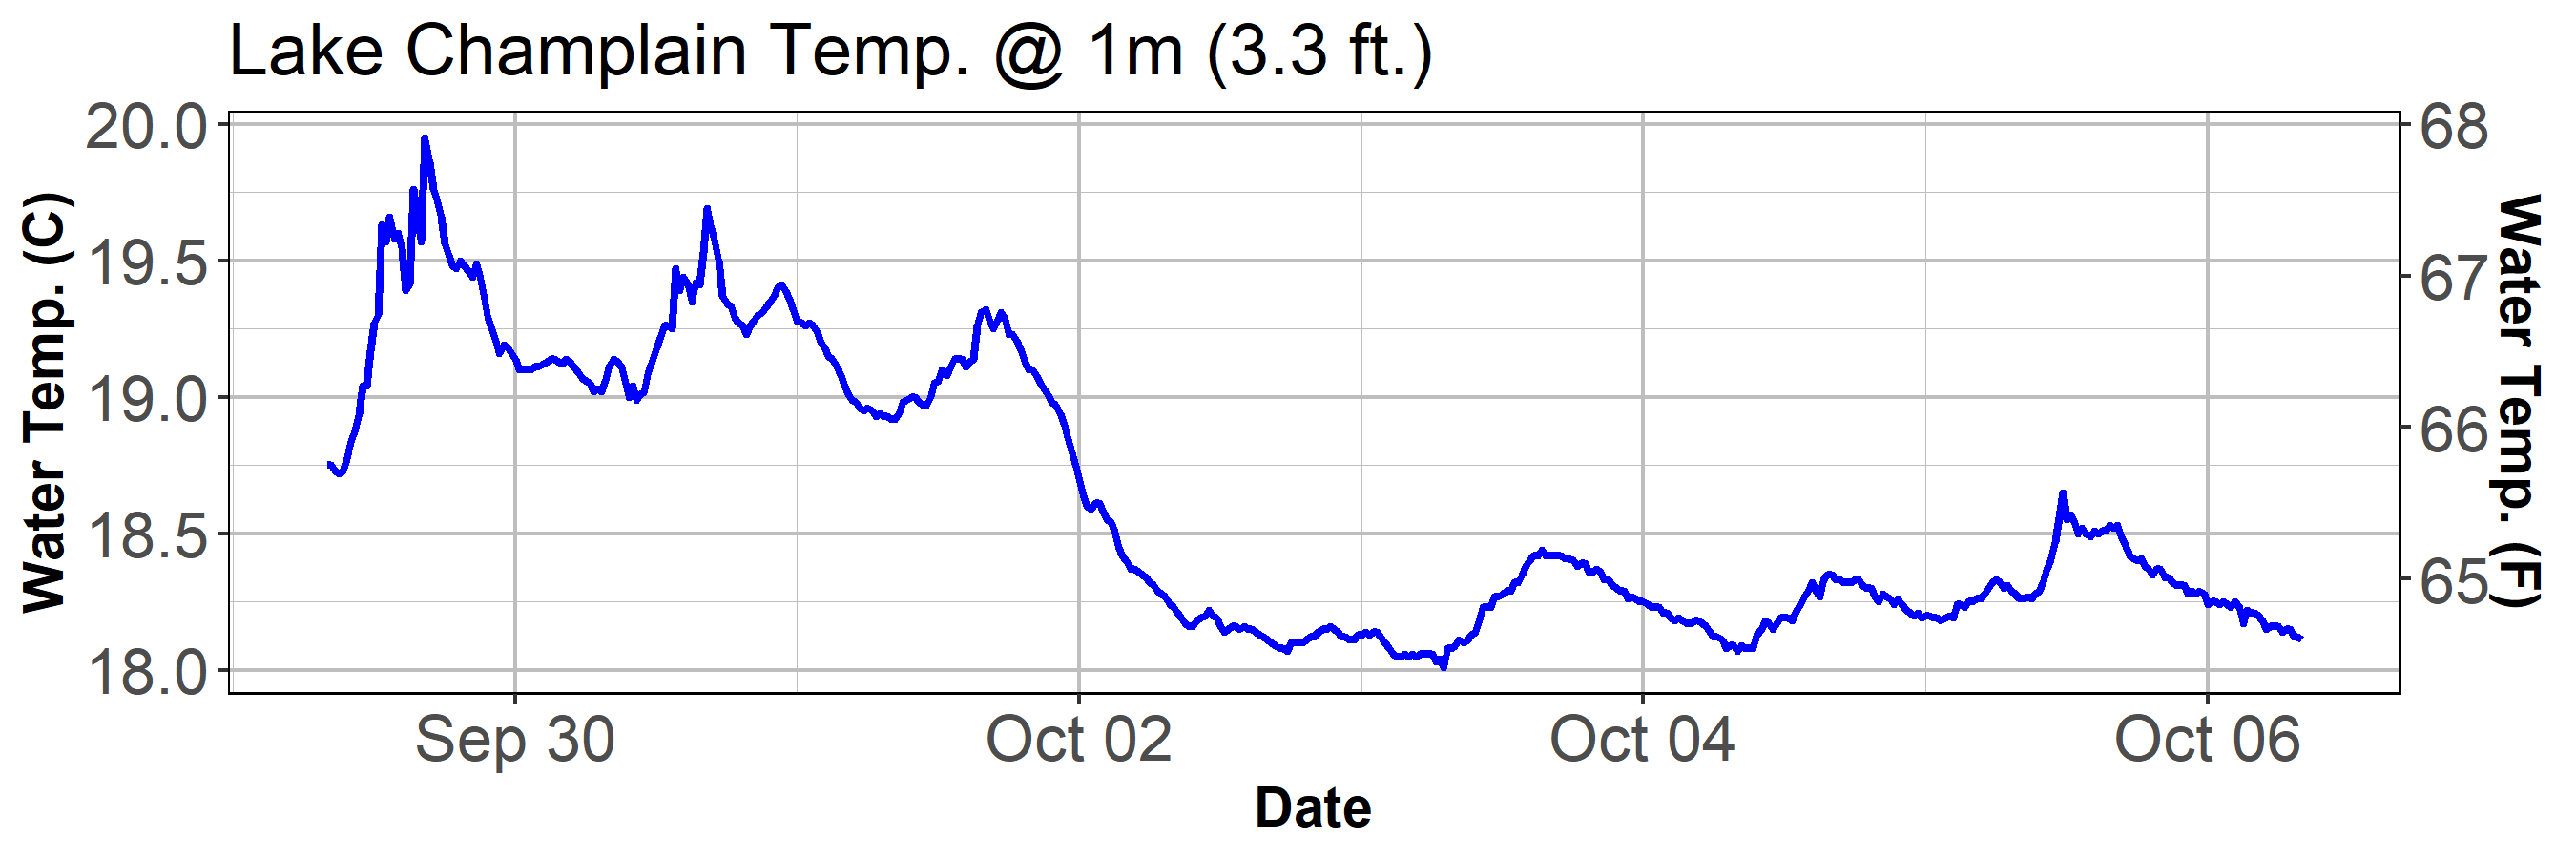 Lake Champlain Temp. @ 1m (3.3 ft.)
Water Temp. (C)
20.0
19.5
19.0
18.5
18.0
68
67
66
65
Water Temp. (F)
Sep 30
Oct 02
Oct 04
Oct 06
Date